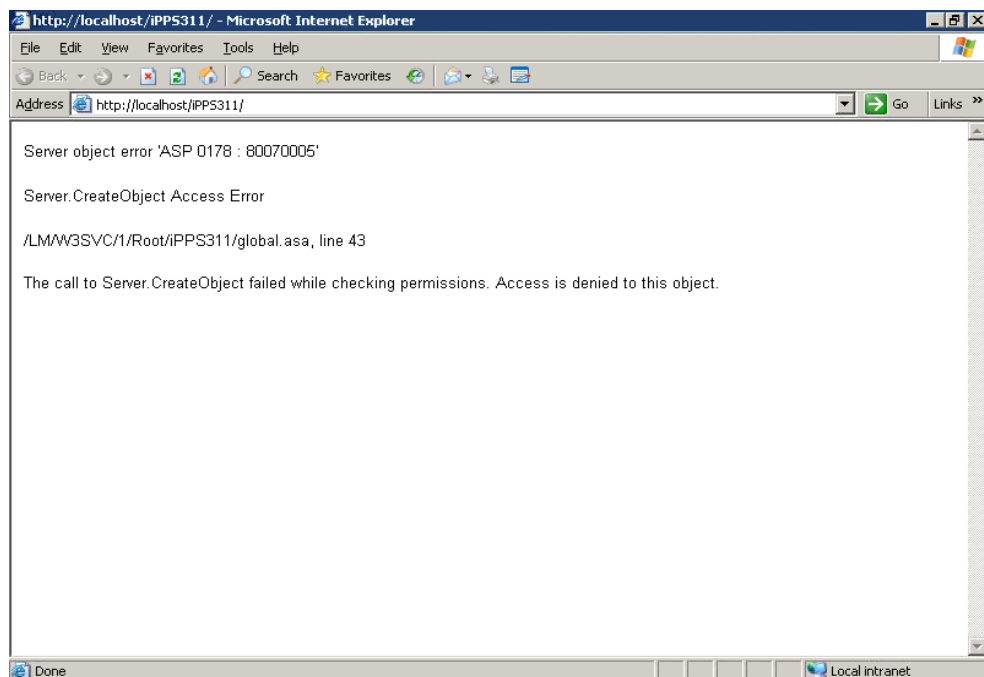 http://localhost/iPPS311/ - Microsoft Internet Explorer
File Edit View Favorites Tools Help
Back Search Favorites
Address http://localhost/iPPS311/ Go Links »
Server object error 'ASP 0178 : 80070005'
Server.CreateObject Access Error
/LM/W3SVC/1/Root/iPPS311/global.asa, line 43
The call to Server.CreateObject failed while checking permissions. Access is denied to this object.
Done Local intranet